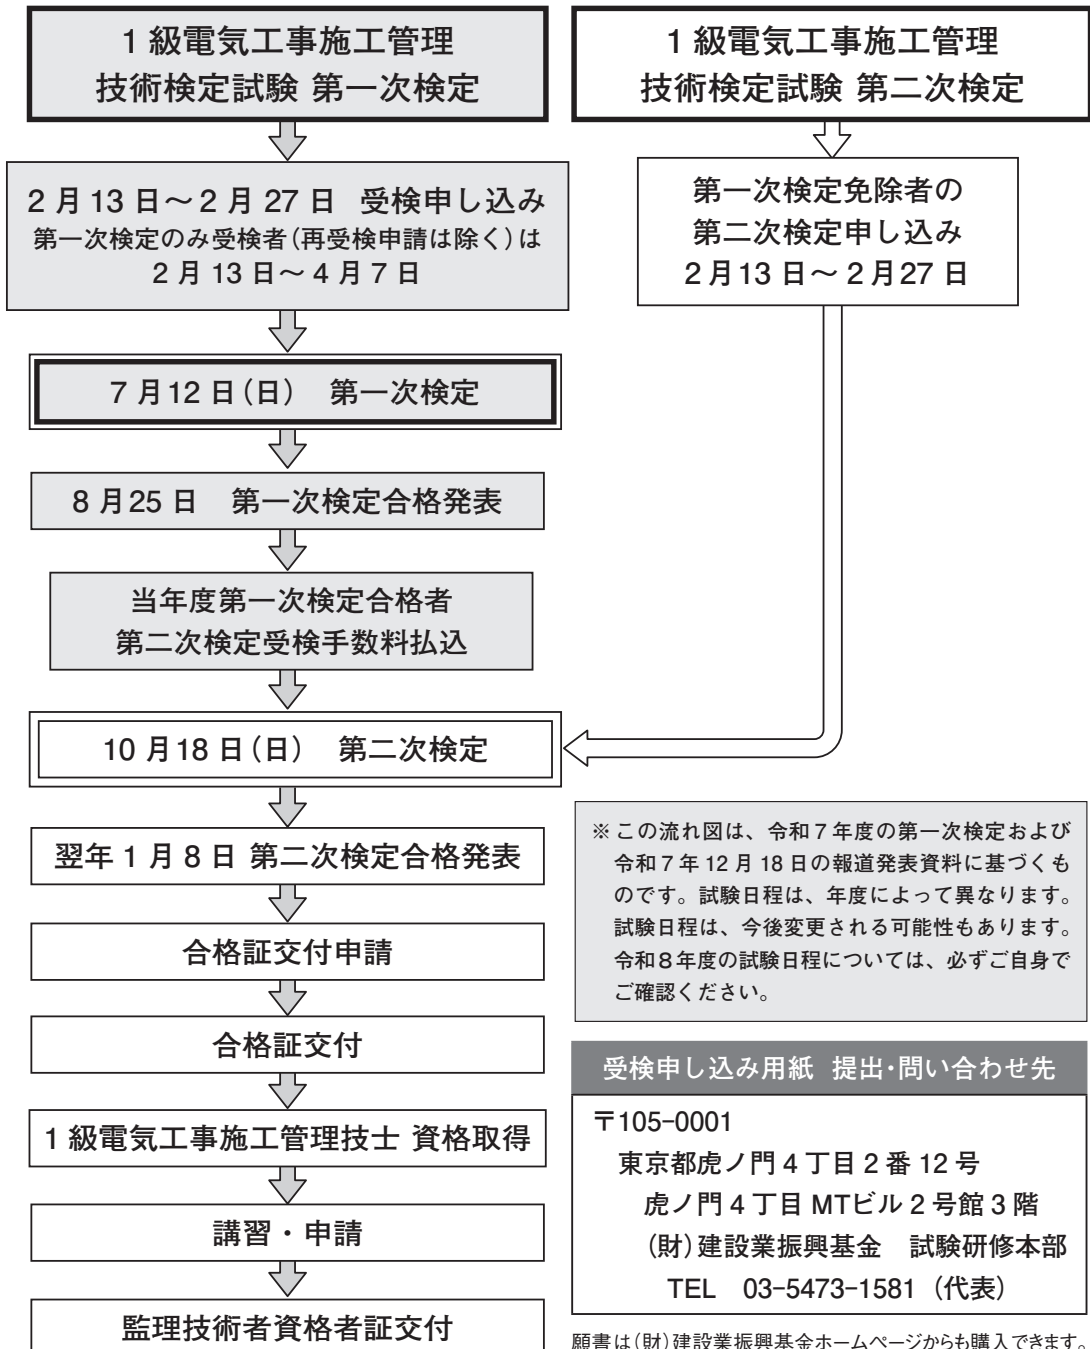 1級電気工事施工管理
技術検定試験 第一次検定
2月13日～2月27日 受検申し込み
第一次検定のみ受検者(再受検申請は除く)は
2月13日～4月7日
7月12日(日) 第一次検定
8月25日 第一次検定合格発表
当年度第一次検定合格者
第二次検定受検手数料払込
10月18日(日) 第二次検定
翌年1月8日 第二次検定合格発表
合格証交付申請
合格証交付
1級電気工事施工管理技士 資格取得
講習・申請
監理技術者資格者証交付
1級電気工事施工管理
技術検定試験 第二次検定
第一次検定免除者の
第二次検定申し込み
2月13日～2月27日
※この流れ図は、令和7年度の第一次検定および
令和7年12月18日の報道発表資料に基づくも
のです。試験日程は、年度によって異なります。
試験日程は、今後変更される可能性もあります。
令和8年度の試験日程については、必ずご自身で
ご確認ください。
受検申し込み用紙 提出・問い合わせ先
〒105-0001
東京都虎ノ門4丁目2番12号
虎ノ門4丁目MTビル2号館3階
(財)建設業振興基金 試験研修本部
TEL 03-5473-1581(代表)
願書は(財)建設業振興基金ホームページからも購入できます。